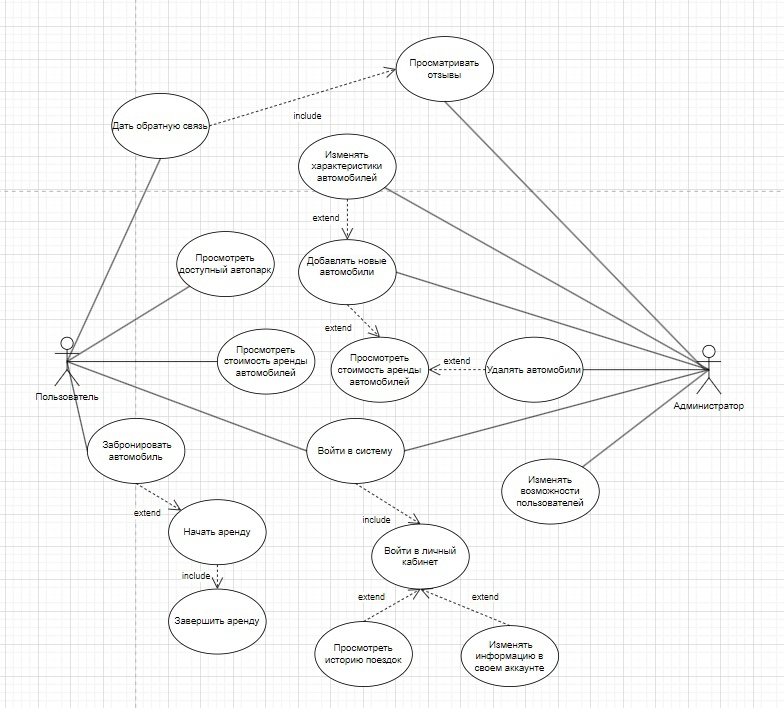 Просматривать
отзывы
Дать обратную связь
include
Изменять
характеристики
автомобилей
extend
Просмотреть
доступный автопарк
Добавлять новые
автомобили
extend
Просмотреть
стоимость аренды
автомобилей
Просмотреть
стоимость аренды
автомобилей
extend
Удалять автомобили
Пользователь
Администратор
Забронировать
автомобиль
Войти в систему
Изменять
возможности
пользователей
extend
Начать аренду
include
Войти в личный
кабинет
include
Завершить аренду
extend
extend
Просмотреть
историю поездок
Изменять
информацию в
своем аккаунте